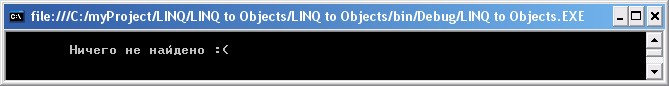 file:///C:/myProject/LINQ/LINQ to Objects/LINQ to Objects/bin/Debug/LINQ to Objects.EXE
Ничего не найдено :(